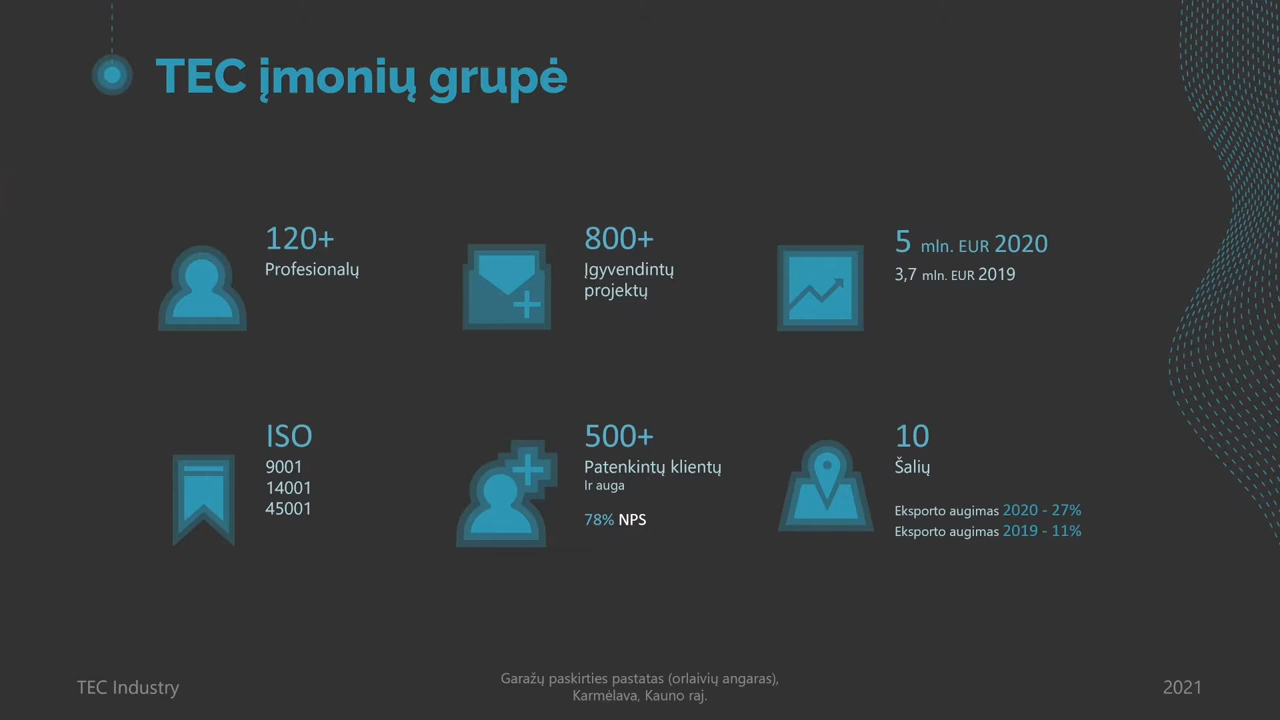 TEC įmonių grupė
120+
Profesionalų
800+
Įgyvendintų
projektų
5 mln. EUR 2020
3,7 mln. EUR 2019
ISO
9001
14001
45001
500+
Patenkintų klientų
Ir auga
78% NPS
10
Šalių
Eksporto augimas 2020 - 27%
Eksporto augimas 2019 - 11%
TEC Industry
Garažų paskirties pastatas (orlaivių angaras),
Karmėlava, Kauno raj.
2021